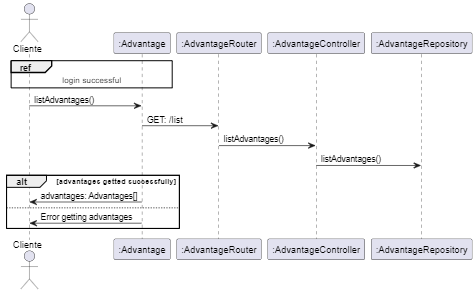 Cliente
:Advantage
:AdvantageRouter
:AdvantageController
:AdvantageRepository
ref
login successful
listAdvantages()
GET: /list
listAdvantages()
listAdvantages()
alt
[advantages getted successfully]
advantages: Advantages[]
Error getting advantages
Cliente
:Advantage
:AdvantageRouter
:AdvantageController
:AdvantageRepository